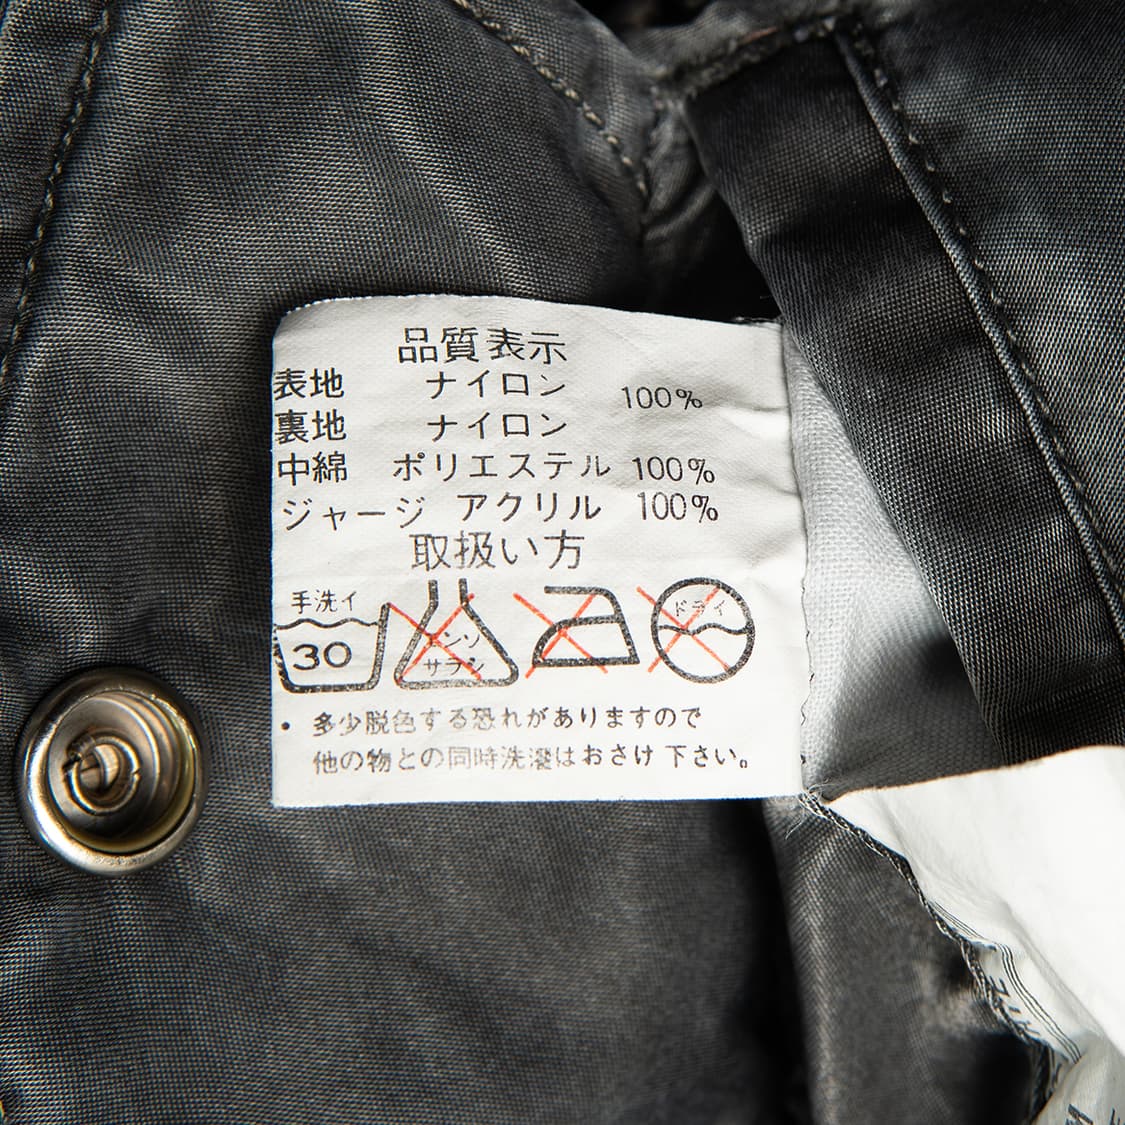 品質表示
表地 ナイロン 100%
裏地 ナイロン
中綿 ポリエステル 100%
ジャージ アクリル 100%
取扱い方
手洗イ
30
エンソ
サラシ
ドライ
・多少脱色する恐れがありますので
他の物との同時洗濯はおさけ下さい。